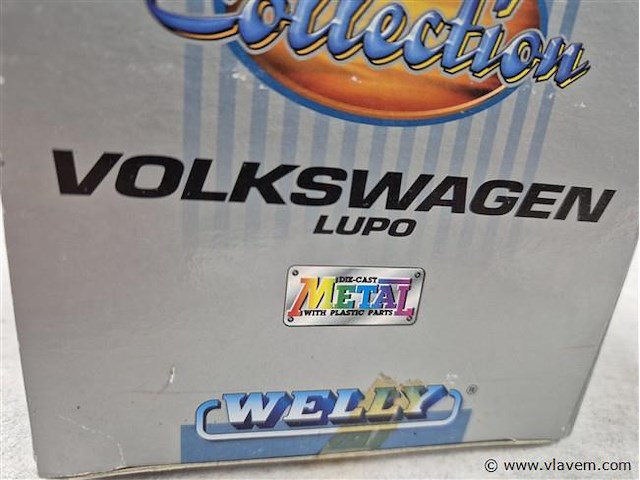 Collection
VOLKSWAGEN
LUPO
DIE-CAST
METAL
WITH PLASTIC PARTS
WELLY®
© www.vlavem.com